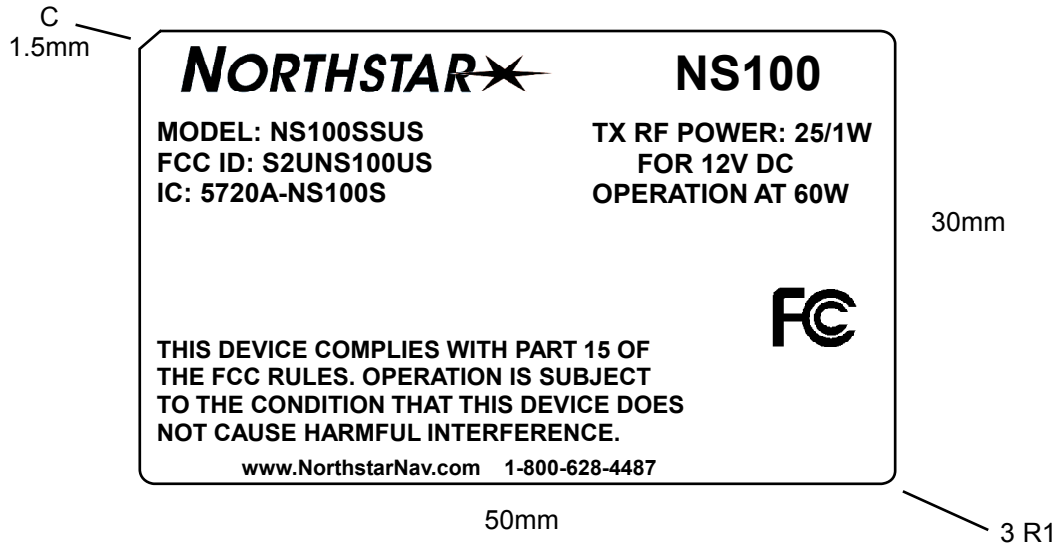 C
1.5mm
NORTHSTAR NS100
MODEL: NS100SSUS
FCC ID: S2UNS100US
IC: 5720A-NS100S
TX RF POWER: 25/1W
FOR 12V DC
OPERATION AT 60W
30mm
FC
THIS DEVICE COMPLIES WITH PART 15 OF
THE FCC RULES. OPERATION IS SUBJECT
TO THE CONDITION THAT THIS DEVICE DOES
NOT CAUSE HARMFUL INTERFERENCE.
www.NorthstarNav.com 1-800-628-4487
50mm
3 R1